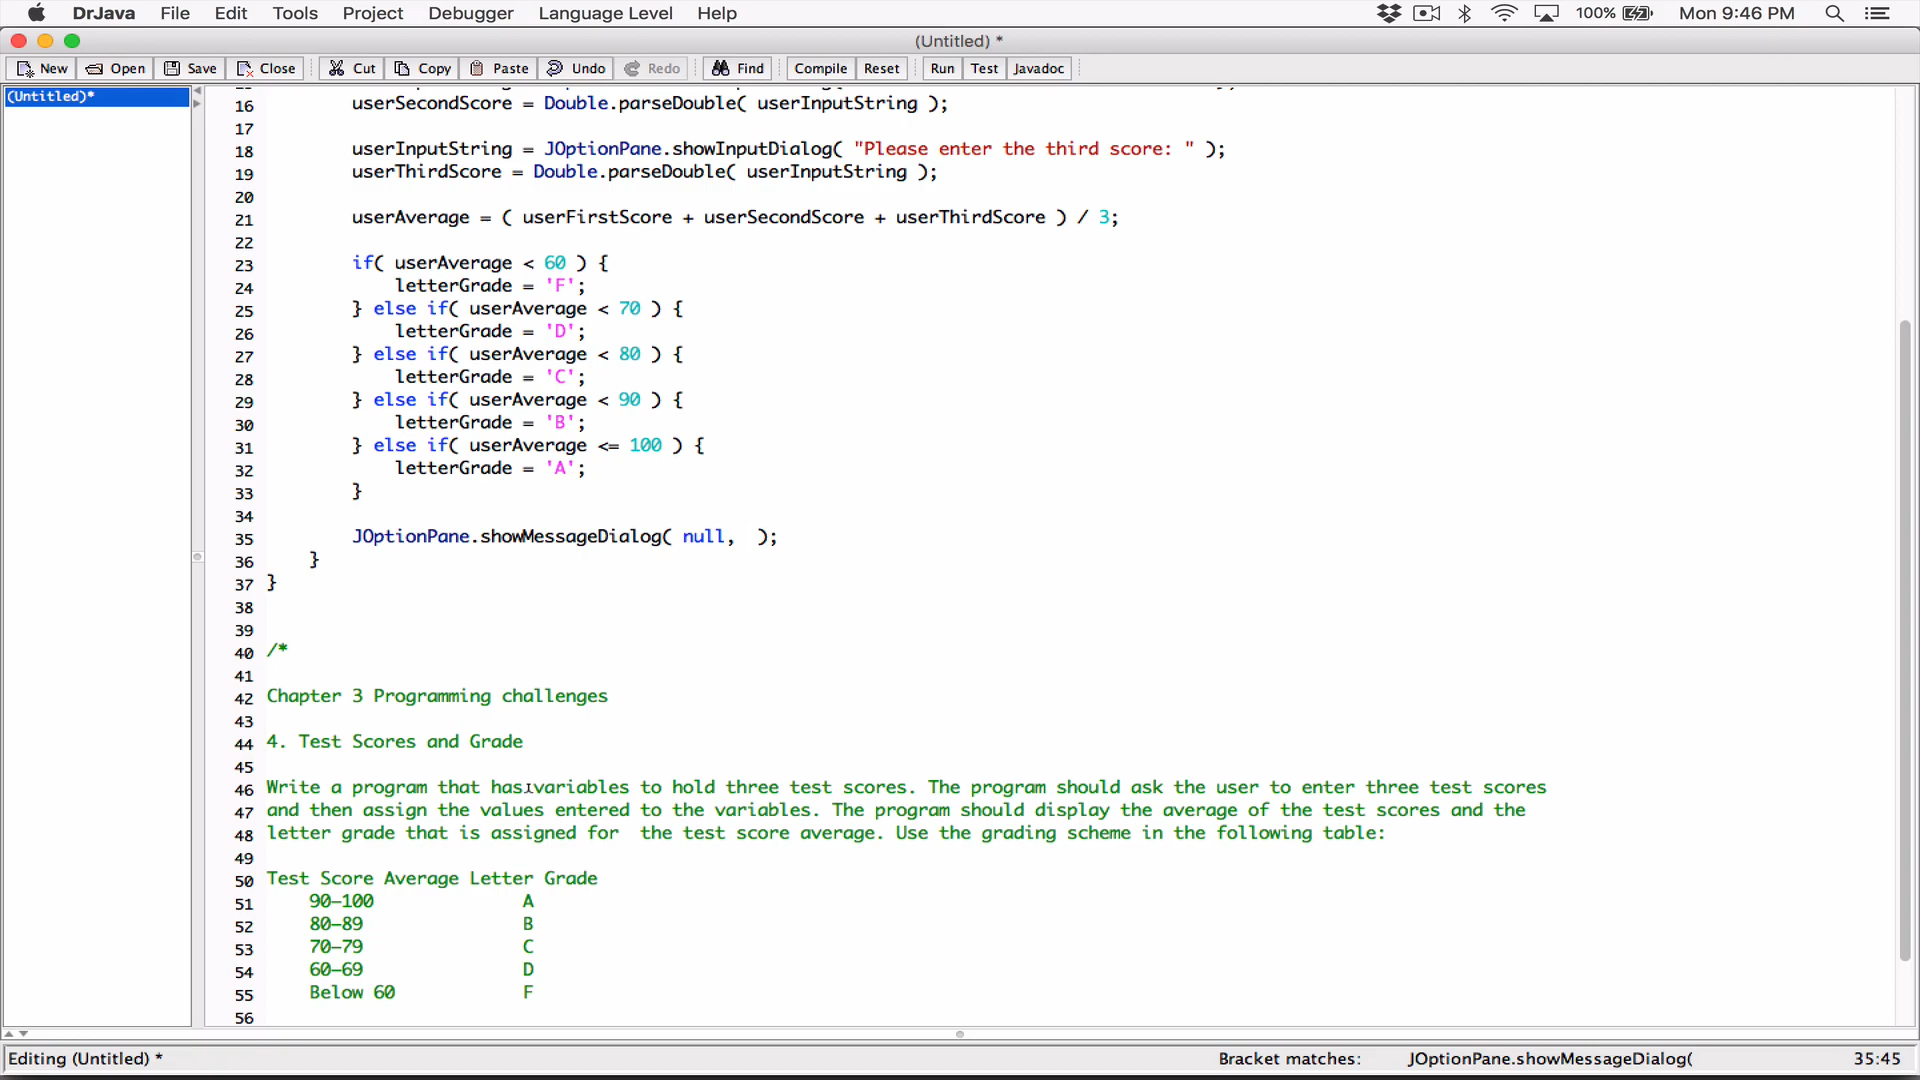 DrJava File Edit Tools Project Debugger Language Level Help 100% Mon 9:46 PM
(Untitled) *
New Open Save Close Cut Copy Paste Undo Redo Find Compile Reset Run Test Javadoc
(Untitled)*
16 userSecondScore = Double.parseDouble( userInputString );
17
18 userInputString = JOptionPane.showInputDialog( "Please enter the third score: " );
19 userThirdScore = Double.parseDouble( userInputString );
20
21 userAverage = ( userFirstScore + userSecondScore + userThirdScore ) / 3;
22
23 if( userAverage < 60 ) {
24 letterGrade = 'F';
25 } else if( userAverage < 70 ) {
26 letterGrade = 'D';
27 } else if( userAverage < 80 ) {
28 letterGrade = 'C';
29 } else if( userAverage < 90 ) {
30 letterGrade = 'B';
31 } else if( userAverage <= 100 ) {
32 letterGrade = 'A';
33 }
34
35 JOptionPane.showMessageDialog( null,  );
36 }
37 }
38
39
40 /*
41
42 Chapter 3 Programming challenges
43
44 4. Test Scores and Grade
45
46 Write a program that has variables to hold three test scores. The program should ask the user to enter three test scores
47 and then assign the values entered to the variables. The program should display the average of the test scores and the
48 letter grade that is assigned for  the test score average. Use the grading scheme in the following table:
49
50 Test Score Average Letter Grade
51 90-100 A
52 80-89 B
53 70-79 C
54 60-69 D
55 Below 60 F
56
Editing (Untitled) * Bracket matches: JOptionPane.showMessageDialog( 35:45